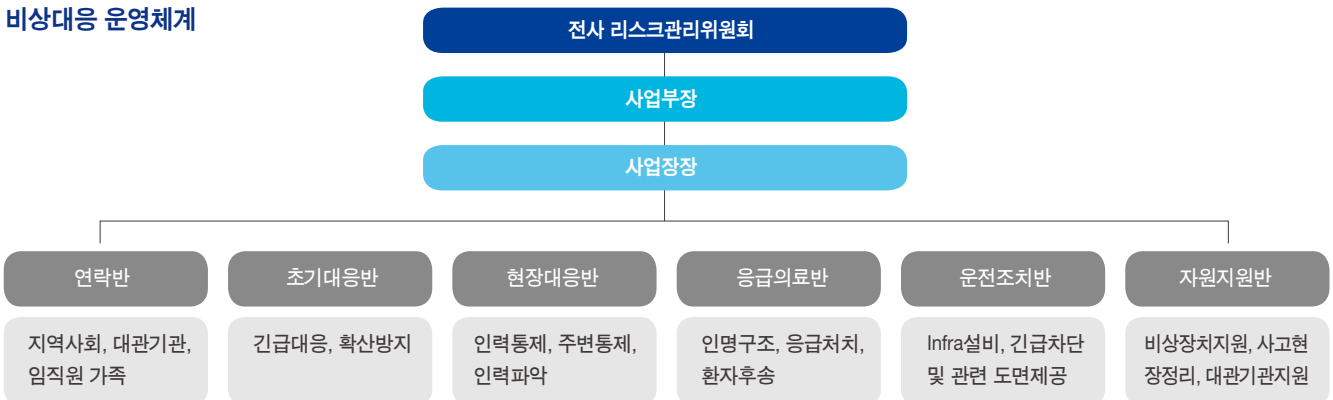 비상대응 운영체계
전사 리스크관리위원회
사업부장
사업장장
연락반
지역사회, 대관기관,
임직원 가족
초기대응반
긴급대응, 확산방지
현장대응반
인력통제, 주변통제,
인력파악
응급의료반
인명구조, 응급처치,
환자후송
운전조치반
Infra설비, 긴급차단
및 관련 도면제공
자원지원반
비상장치지원, 사고현
장정리, 대관기관지원